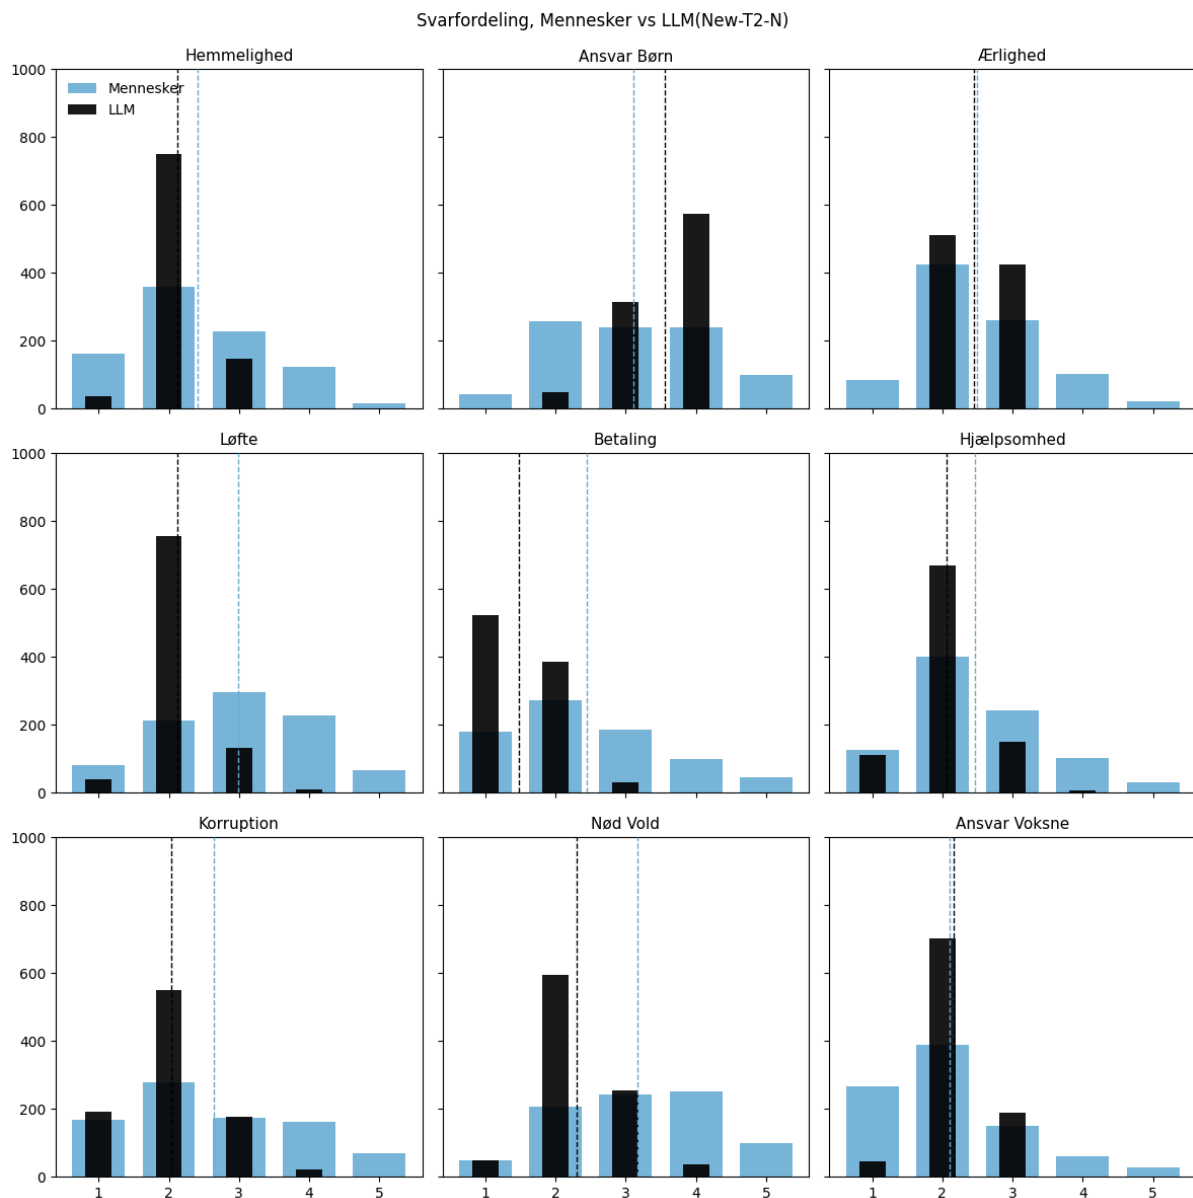 Svarfordeling, Mennesker vs LLM(New-T2-N)
Hemmelighed
Ansvar Børn
Ærlighed
1000
800
600
400
200
0
Mennesker
LLM
Løfte
Betaling
Hjælpsomhed
1000
800
600
400
200
0
Korruption
Nød Vold
Ansvar Voksne
1000
800
600
400
200
0
1 2 3 4 5
1 2 3 4 5
1 2 3 4 5